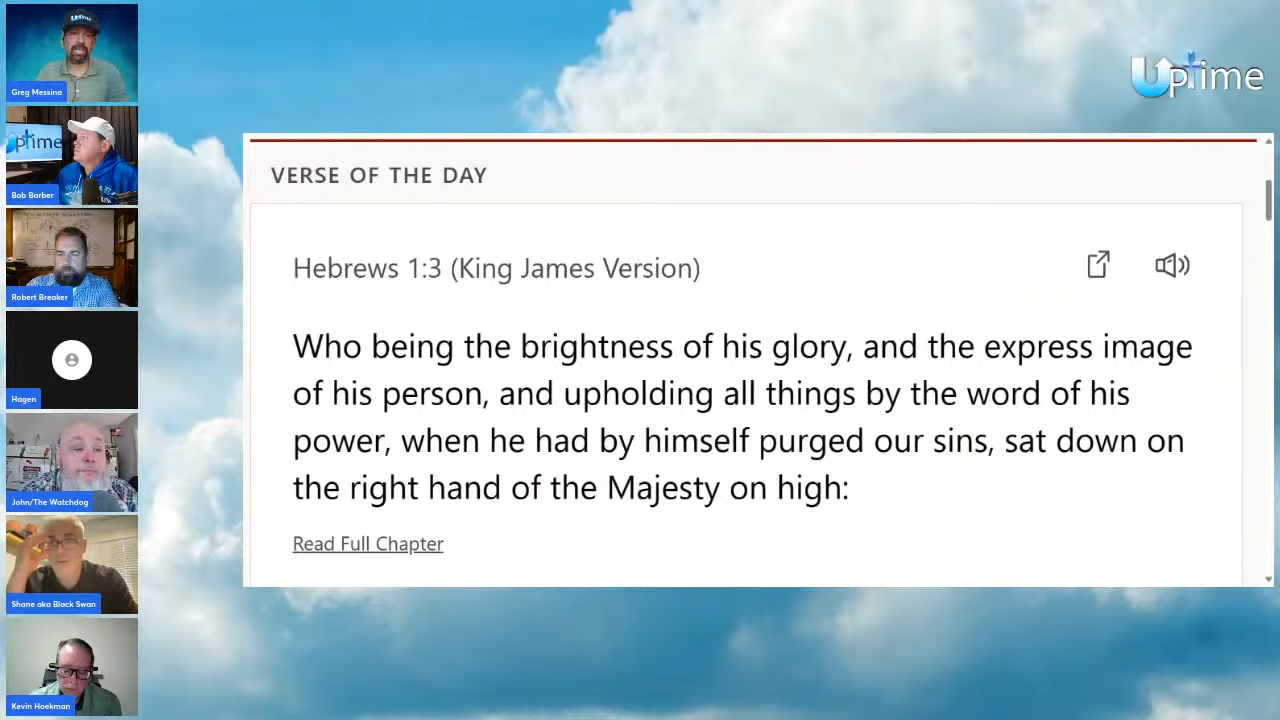 Greg Messina
UpTime
Bob Barber
Robert Breaker
Hagen
John/The Watchdog
Shane aka Black Swan
Kevin Hoekman
UpTime
VERSE OF THE DAY
Hebrews 1:3 (King James Version)
Who being the brightness of his glory, and the express image
of his person, and upholding all things by the word of his
power, when he had by himself purged our sins, sat down on
the right hand of the Majesty on high:
Read Full Chapter